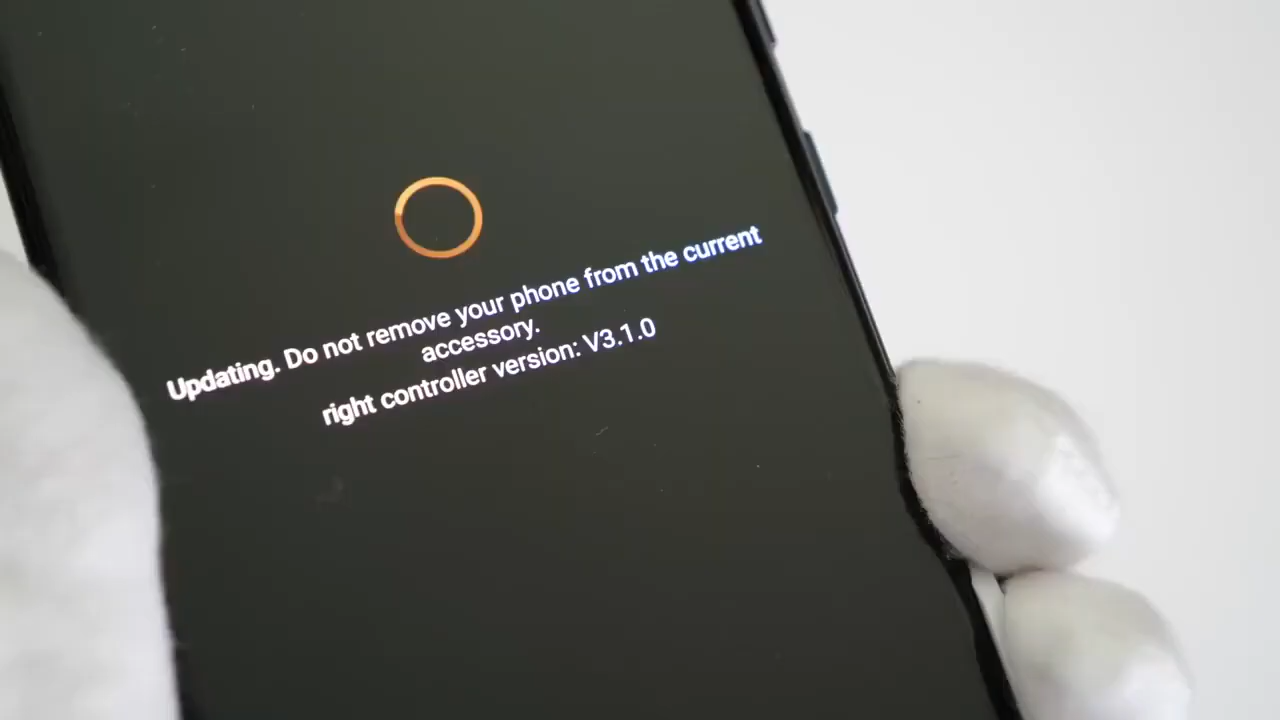 Updating. Do not remove your phone from the current
accessory.
right controller version: V3.1.0